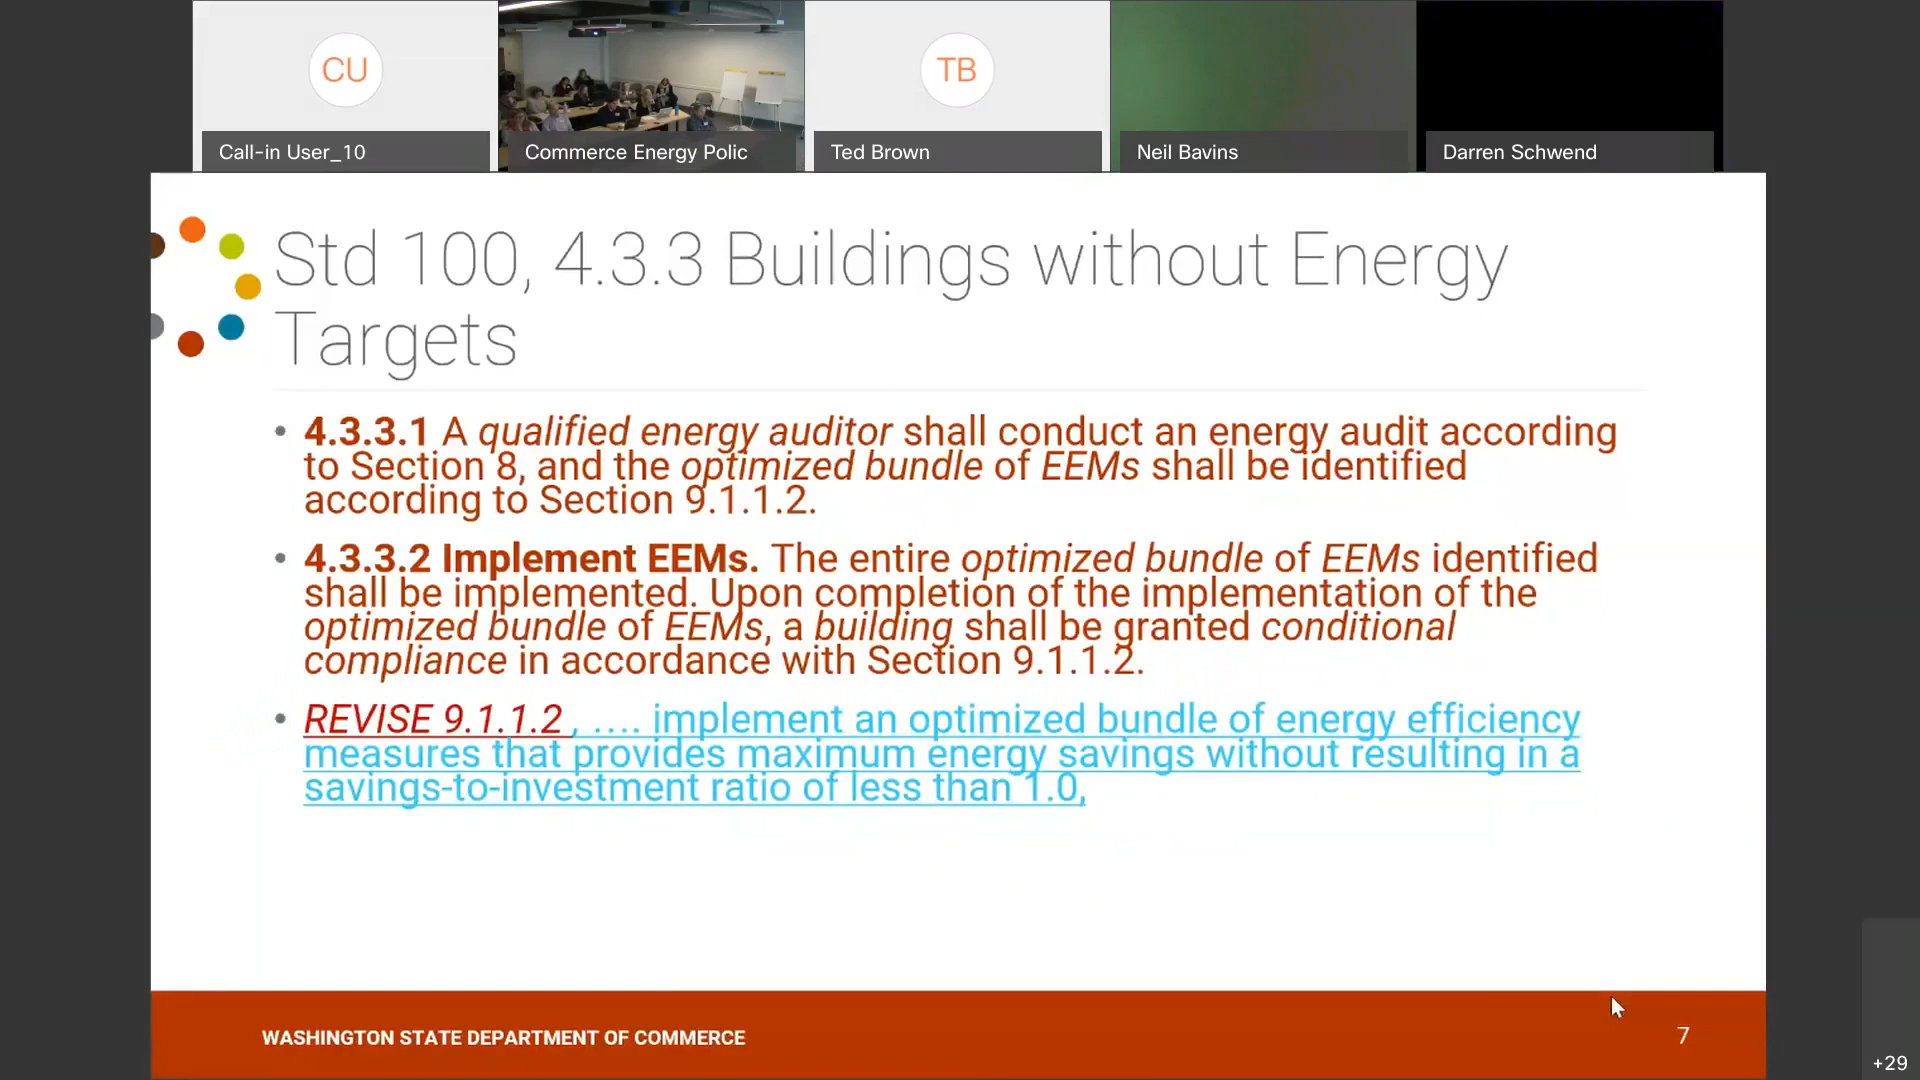 CU
TB
Call-in User_10
Commerce Energy Polic
Ted Brown
Neil Bavins
Darren Schwend
Std 100, 4.3.3 Buildings without Energy
Targets
• 4.3.3.1 A qualified energy auditor shall conduct an energy audit according
to Section 8, and the optimized bundle of EEMs shall be identified
according to Section 9.1.1.2.
• 4.3.3.2 Implement EEMs. The entire optimized bundle of EEMs identified
shall be implemented. Upon completion of the implementation of the
optimized bundle of EEMs, a building shall be granted conditional
compliance in accordance with Section 9.1.1.2.
• REVISE 9.1.1.2 , .... implement an optimized bundle of energy efficiency
measures that provides maximum energy savings without resulting in a
savings-to-investment ratio of less than 1.0,
WASHINGTON STATE DEPARTMENT OF COMMERCE
7
+29